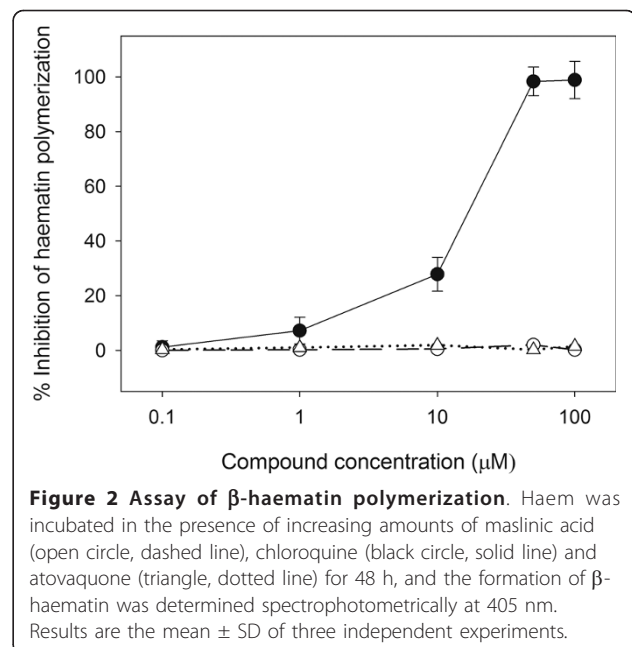 % Inhibition of haematin polymerization
100
80
60
40
20
0
0.1 1 10 100
Compound concentration (μM)
Figure 2 Assay of β-haematin polymerization. Haem was
incubated in the presence of increasing amounts of maslinic acid
(open circle, dashed line), chloroquine (black circle, solid line) and
atovaquone (triangle, dotted line) for 48 h, and the formation of β-
haematin was determined spectrophotometrically at 405 nm.
Results are the mean ± SD of three independent experiments.